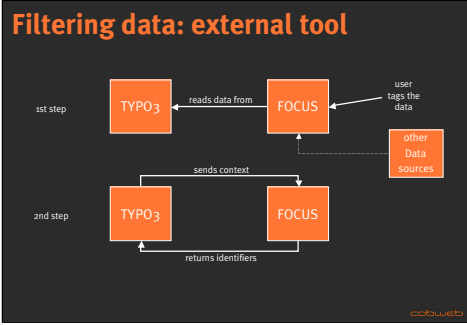 Filtering data: external tool
1st step
TYPO3
reads data from
FOCUS
user
tags the
data
other
Data
sources
sends context
2nd step
TYPO3
FOCUS
returns identifiers
cobweb